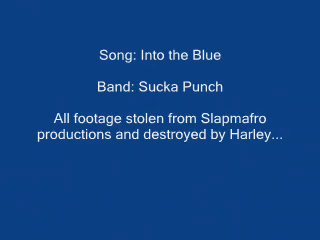 Song: Into the Blue
Band: Sucka Punch
All footage stolen from Slapmafro
productions and destroyed by Harley...